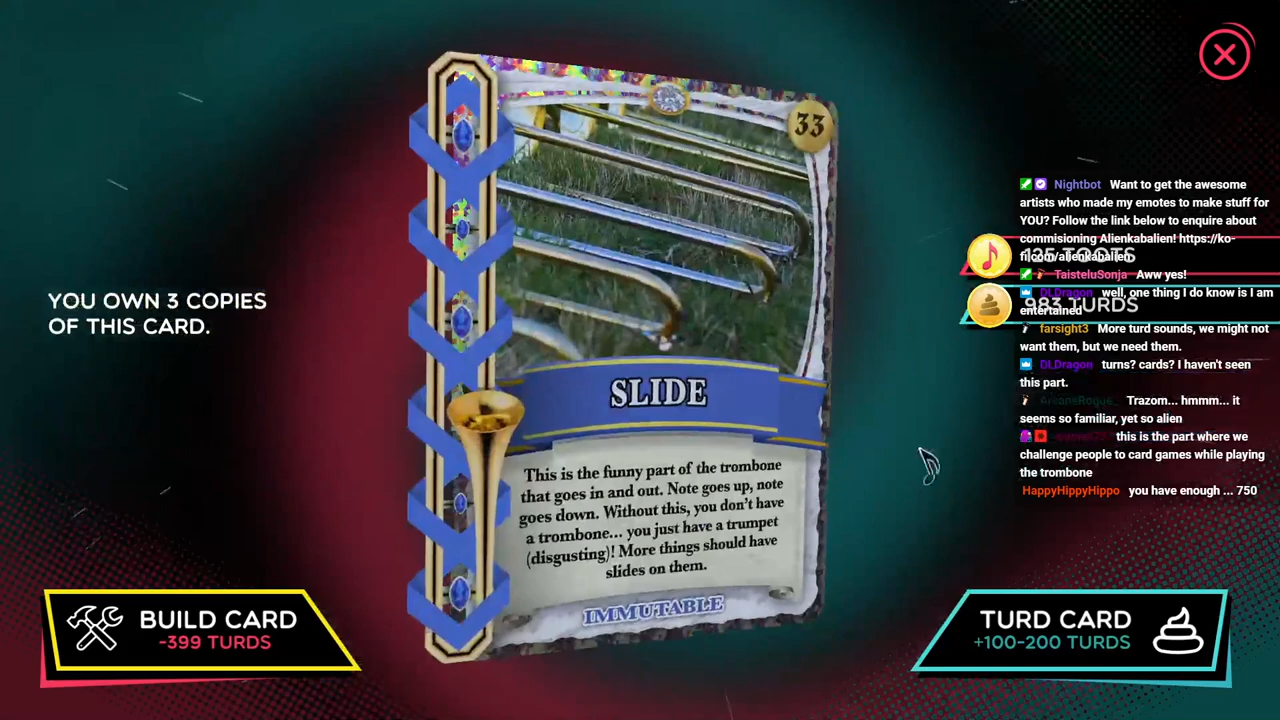 33
YOU OWN 3 COPIES
OF THIS CARD.
SLIDE
This is the funny part of the trombone
that goes in and out. Note goes up, note
goes down. Without this, you don't have
a trombone... you just have a trumpet
(disgusting)! More things should have
slides on them.
IMMUTABLE
BUILD CARD
-399 TURDS
TURD CARD
+100-200 TURDS
TOOTS
983 TURDS
Nightbot Want to get the awesome
artists who made my emotes to make stuff for
YOU? Follow the link below to enquire about
commisioning Alienkabalien! https://ko-
fi.com/alienkabalien
TaisteluSonja Aww yes!
DLDragon well, one thing I do know is I am
entertained
farsight3 More turd sounds, we might not
want them, but we need them.
DLDragon turns? cards? I haven't seen
this part.
ArcaneRogue_ Trazom... hmmm... it
seems so familiar, yet so alien
this is the part where we
challenge people to card games while playing
the trombone
HappyHippyHippo you have enough ... 750